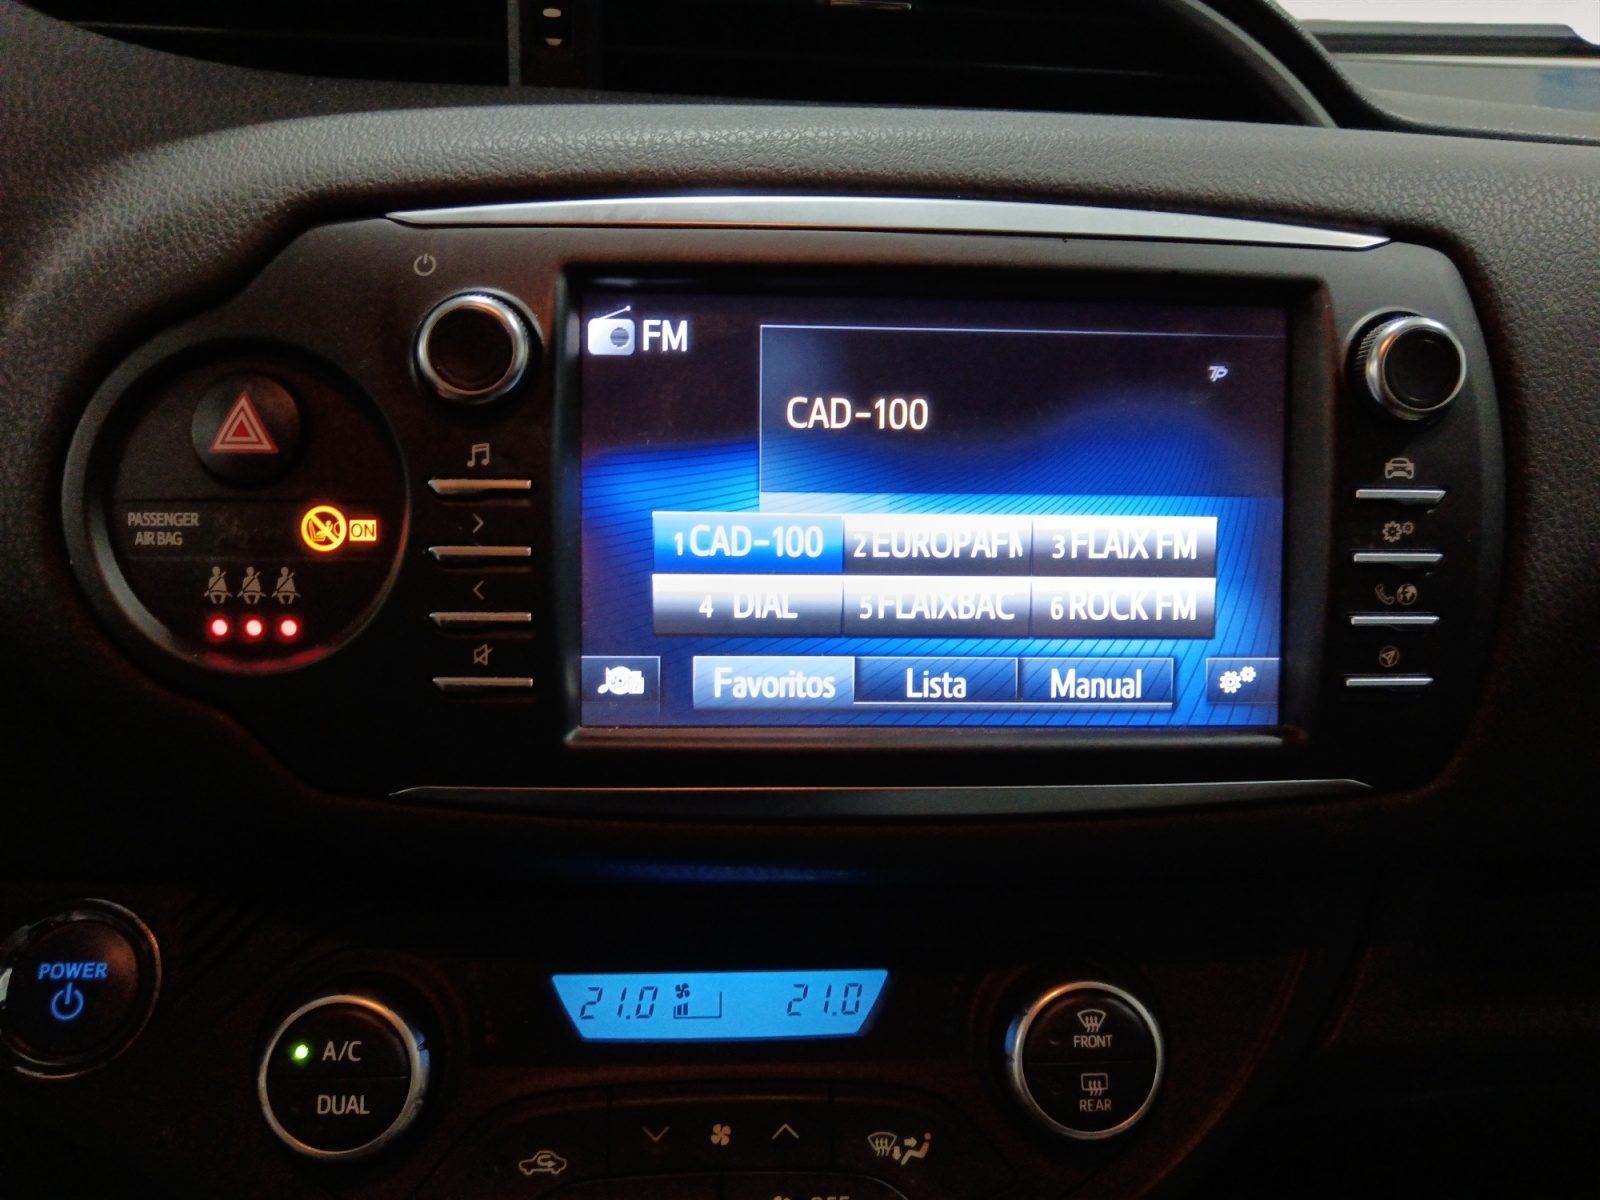 FM
TP
CAD-100
1 CAD-100 2 EUROPAFM 3 FLAIX FM
4 DIAL 5 FLAIXBAC 6 ROCK FM
Favoritos Lista Manual
PASSENGER
AIR BAG
ON
POWER
21.0 21.0
A/C
DUAL
FRONT
REAR